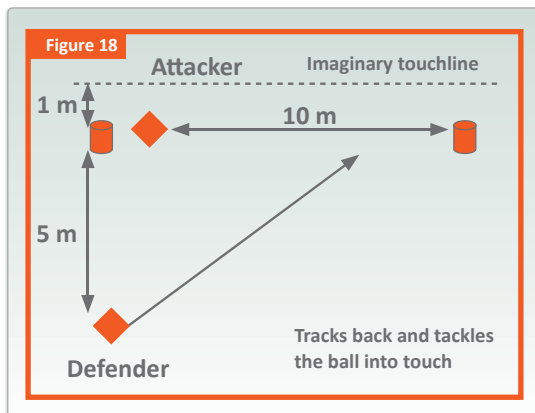 Figure 18
Attacker
Imaginary touchline
1 m
10 m
5 m
Tracks back and tackles
the ball into touch
Defender